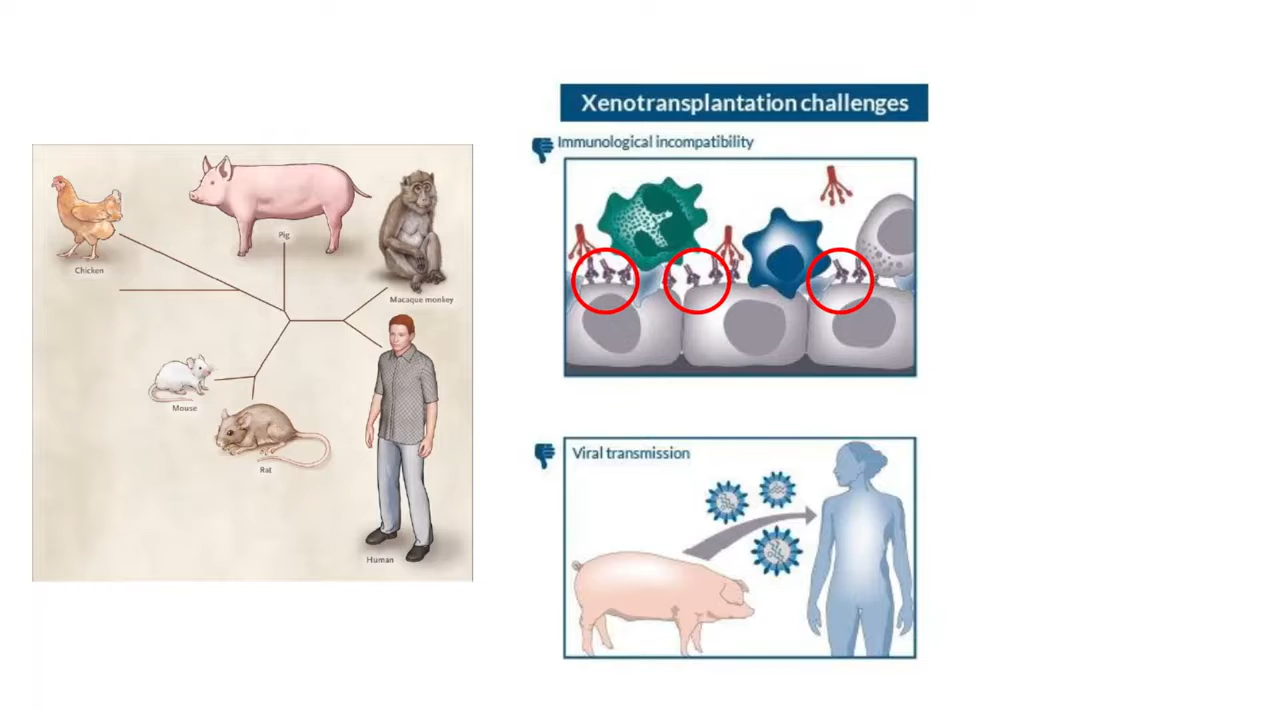 Chicken
Pig
Macaque monkey
Mouse
Rat
Human
Xenotransplantation challenges
Immunological incompatibility
Viral transmission